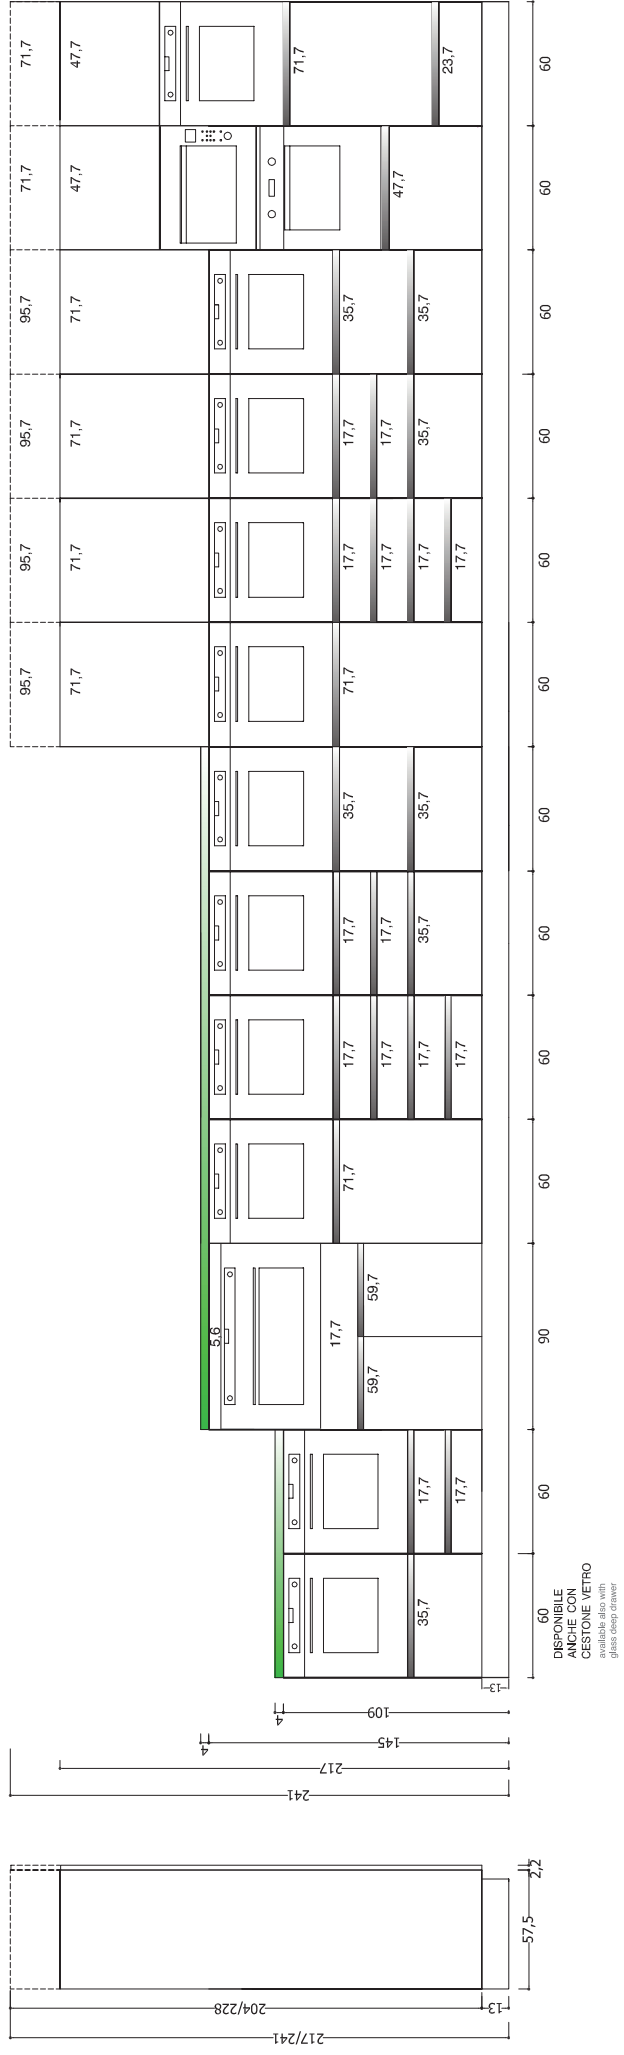 217/241
204/228
13
57,5
2,2
241
217
4
145
4
109
13
95,7 95,7 95,7 95,7 71,7 71,7
71,7 71,7 71,7 71,7 47,7 47,7
5,6
71,7
17,7 71,7 17,7 17,7 35,7 71,7 17,7 17,7 35,7
59,7 59,7
17,7 17,7 17,7 17,7 47,7
35,7 17,7 17,7 35,7 35,7 17,7 35,7 35,7
23,7
17,7 17,7 17,7
60 60 90 60 60 60 60 60 60 60 60 60 60
DISPONIBILE
ANCHE CON
CESTONE VETRO
available also with
glass deep drawer